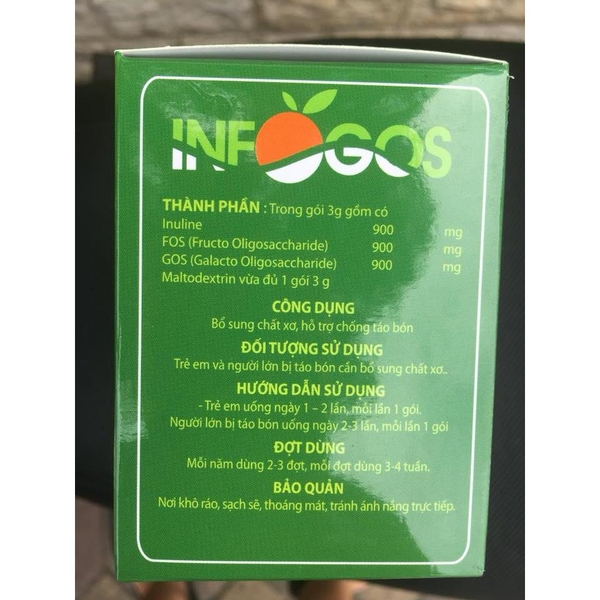 INFOGOS
THÀNH PHẦN : Trong gói 3g gồm có
Inuline 900 mg
FOS (Fructo Oligosaccharide) 900 mg
GOS (Galacto Oligosaccharide) 900 mg
Maltodextrin vừa đủ 1 gói 3 g
CÔNG DỤNG
Bổ sung chất xơ, hỗ trợ chống táo bón
ĐỐI TƯỢNG SỬ DỤNG
Trẻ em và người lớn bị táo bón cần bổ sung chất xơ..
HƯỚNG DẪN SỬ DỤNG
- Trẻ em uống ngày 1 – 2 lần, mỗi lần 1 gói.
Người lớn bị táo bón uống ngày 2-3 lần, mỗi lần 1 gói
ĐỢT DÙNG
Mỗi năm dùng 2-3 đợt, mỗi đợt dùng 3-4 tuần.
BẢO QUẢN
Nơi khô ráo, sạch sẽ, thoáng mát, tránh ánh nắng trực tiếp.